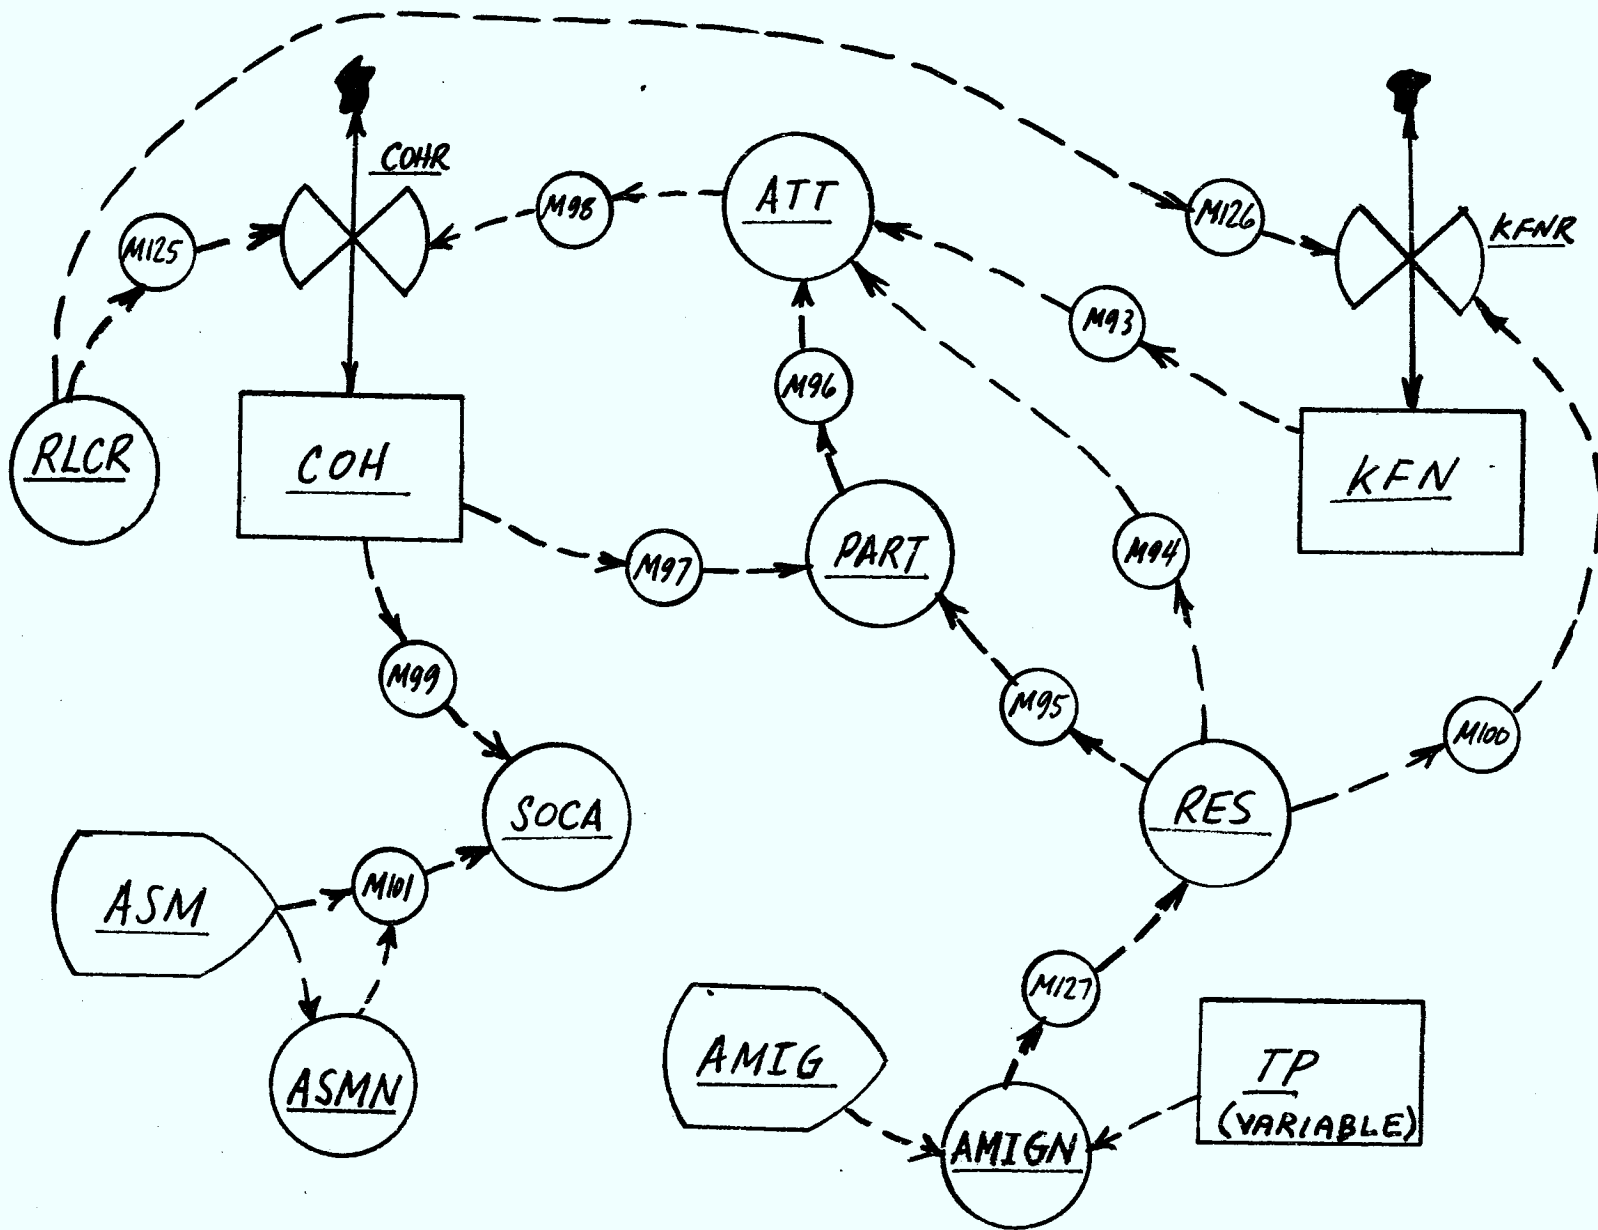 COHR
ATT
M98
M125
M126
KFNR
M93
M96
RLCR
COH
KFN
PART
M97
M94
M99
M95
M100
SOCA
RES
ASM
M101
M127
AMIG
TP
(VARIABLE)
ASMN
AMIGN